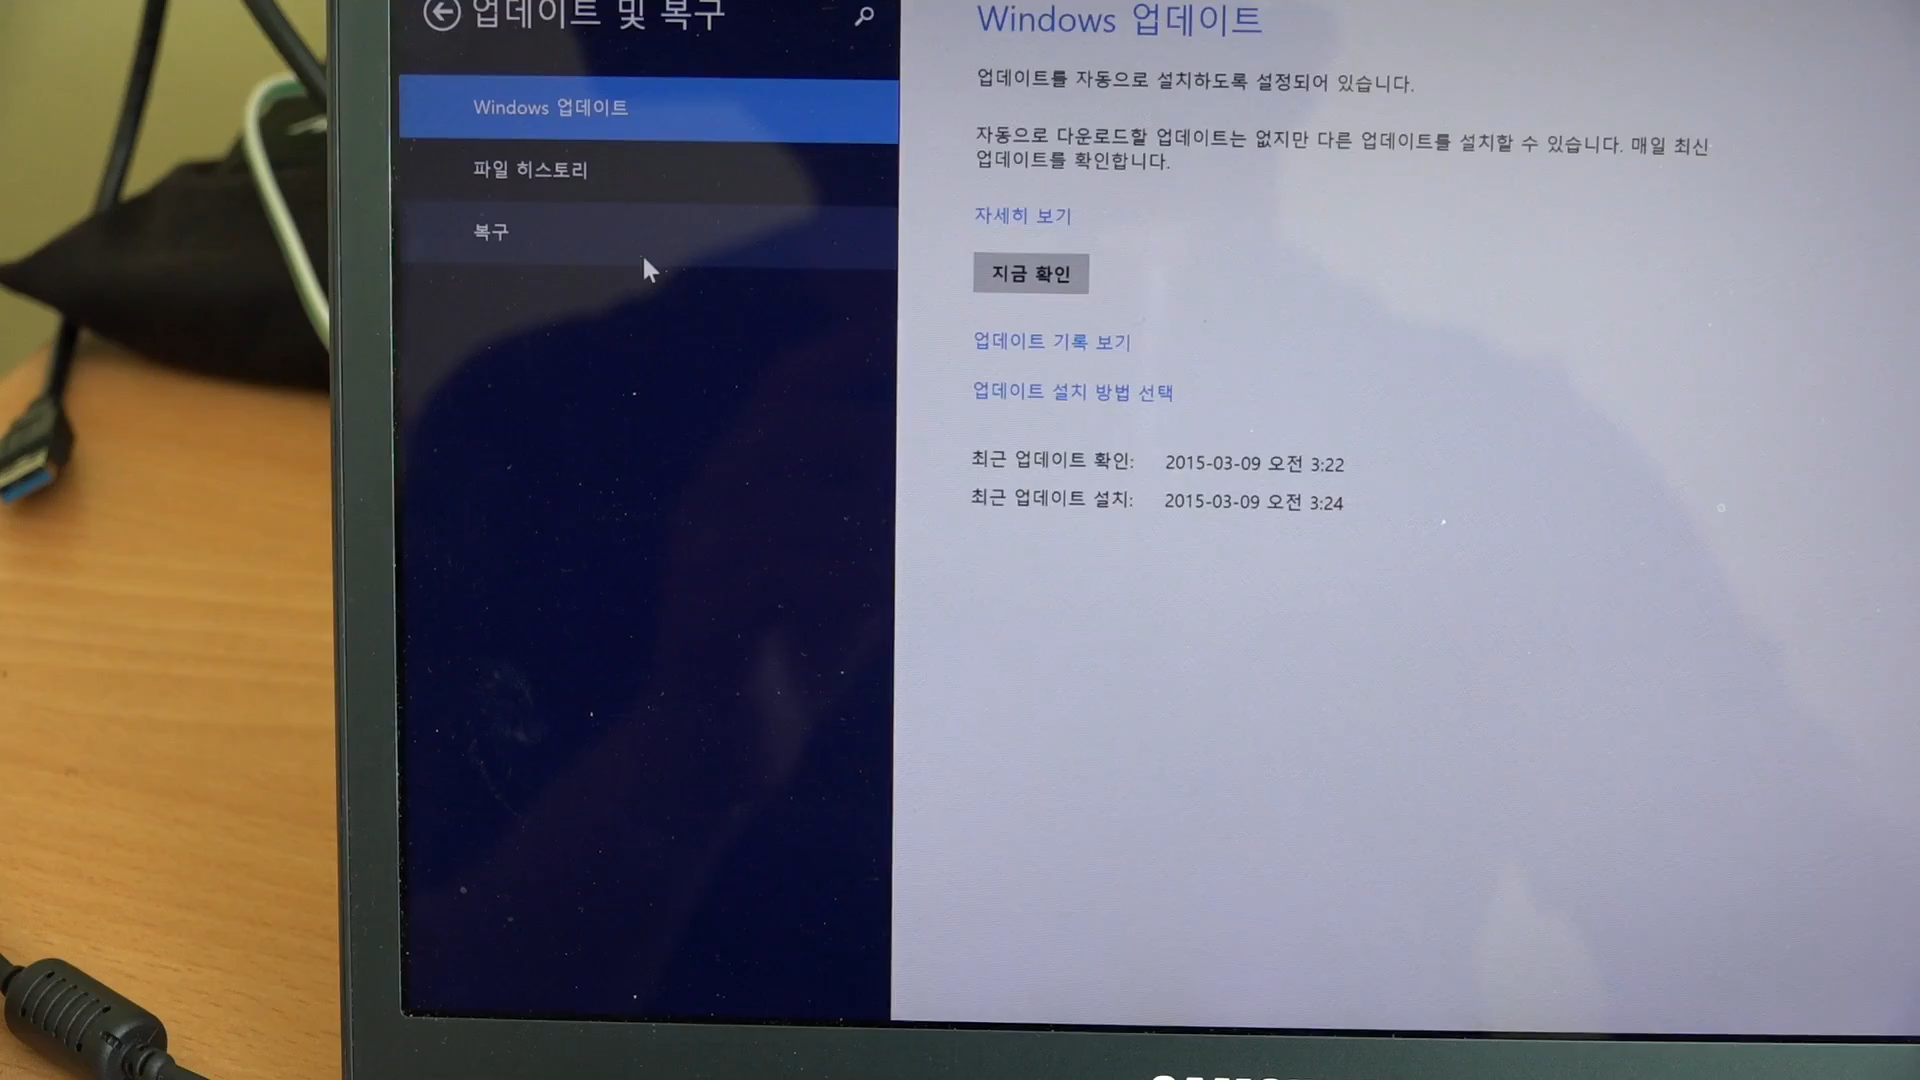 업데이트 및 복구
Windows 업데이트
파일 히스토리
복구
Windows 업데이트
업데이트를 자동으로 설치하도록 설정되어 있습니다.
자동으로 다운로드할 업데이트는 없지만 다른 업데이트를 설치할 수 있습니다. 매일 최신
업데이트를 확인합니다.
자세히 보기
지금 확인
업데이트 기록 보기
업데이트 설치 방법 선택
최근 업데이트 확인: 2015-03-09 오전 3:22
최근 업데이트 설치: 2015-03-09 오전 3:24